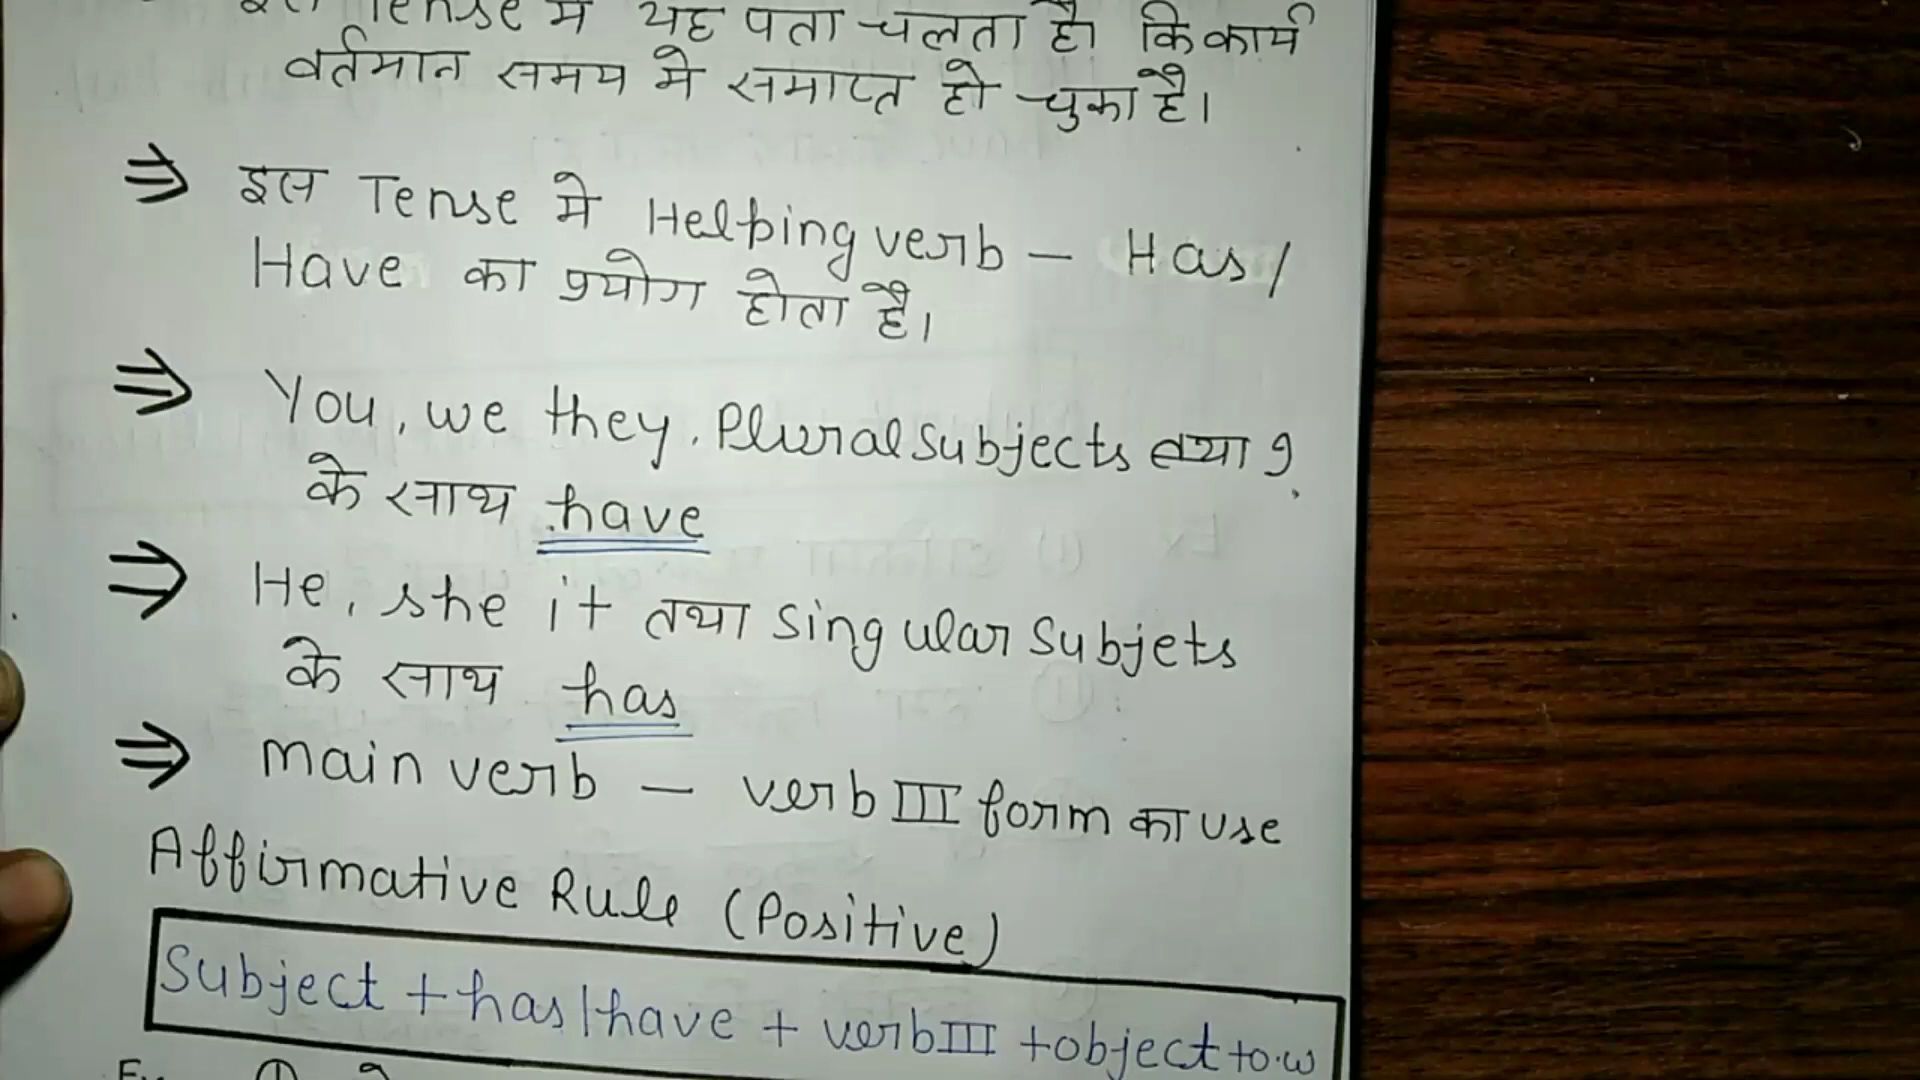 इस Tense में यह पता चलता है। कि कार्य
वर्तमान समय मे समाप्त हो चुका है।
⇒ इस Tense मे Helping verb – Has/
Have का प्रयोग होता है।
⇒ You, we they, Plural Subjects तथा I
के साथ have
⇒ He, she it तथा singular Subjets
के साथ has
⇒ main verb – verb III form का use
Affirmative Rule (Positive)
Subject + has/have + verb III + object + o.w
Ex ①